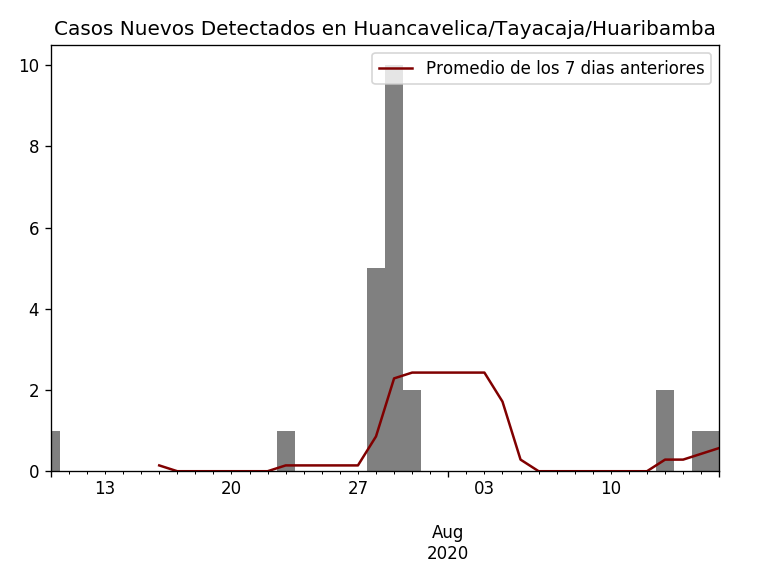 Casos Nuevos Detectados en Huancavelica/Tayacaja/Huaribamba
Promedio de los 7 dias anteriores
10
8
6
4
2
0
13 20 27 03 10
Aug
2020